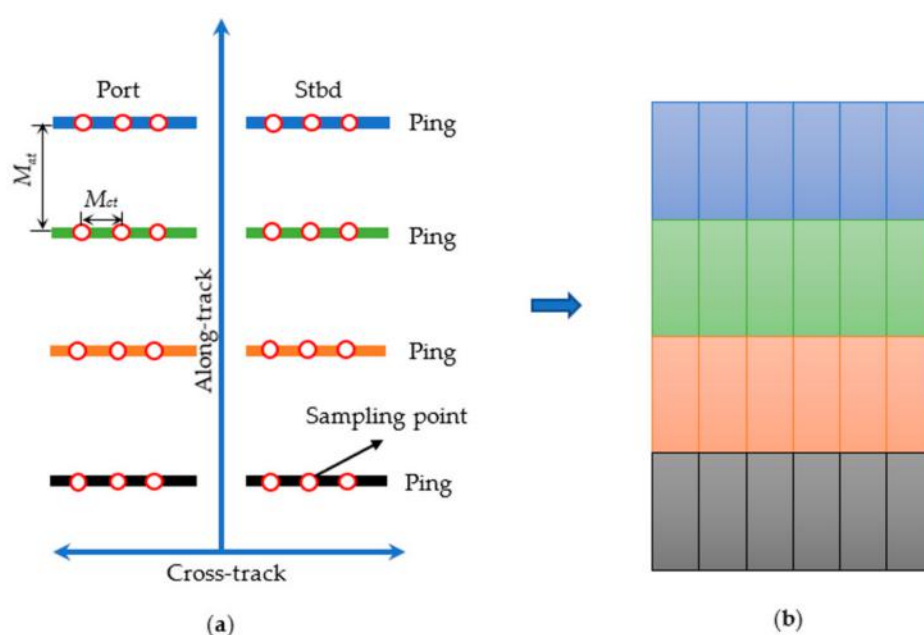 Port Stbd
Ping
M_at
M_ct
Ping
Along-track
Ping
Sampling point
Ping
Cross-track
(a) (b)